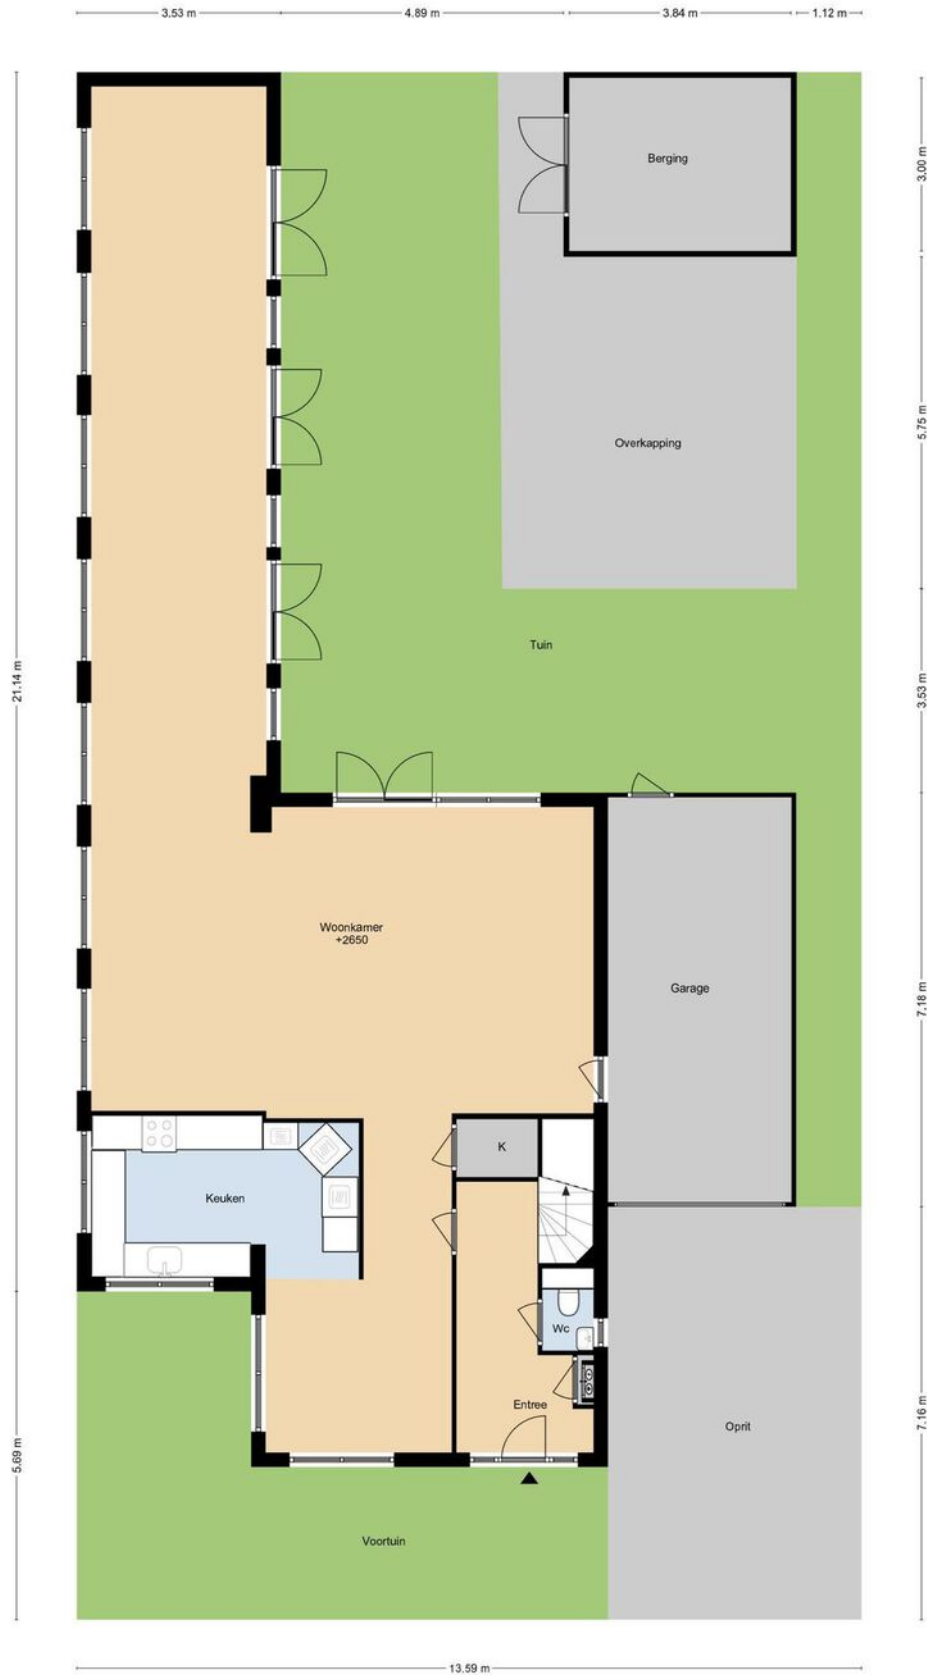 3.53 m
4.89 m
3.84 m
1.12 m
Berging
3.00 m
Overkapping
5.75 m
Tuin
21.14 m
3.53 m
Woonkamer
+2650
Garage
7.18 m
K
Keuken
Wc
Entree
Oprit
5.69 m
7.16 m
Voortuin
13.59 m